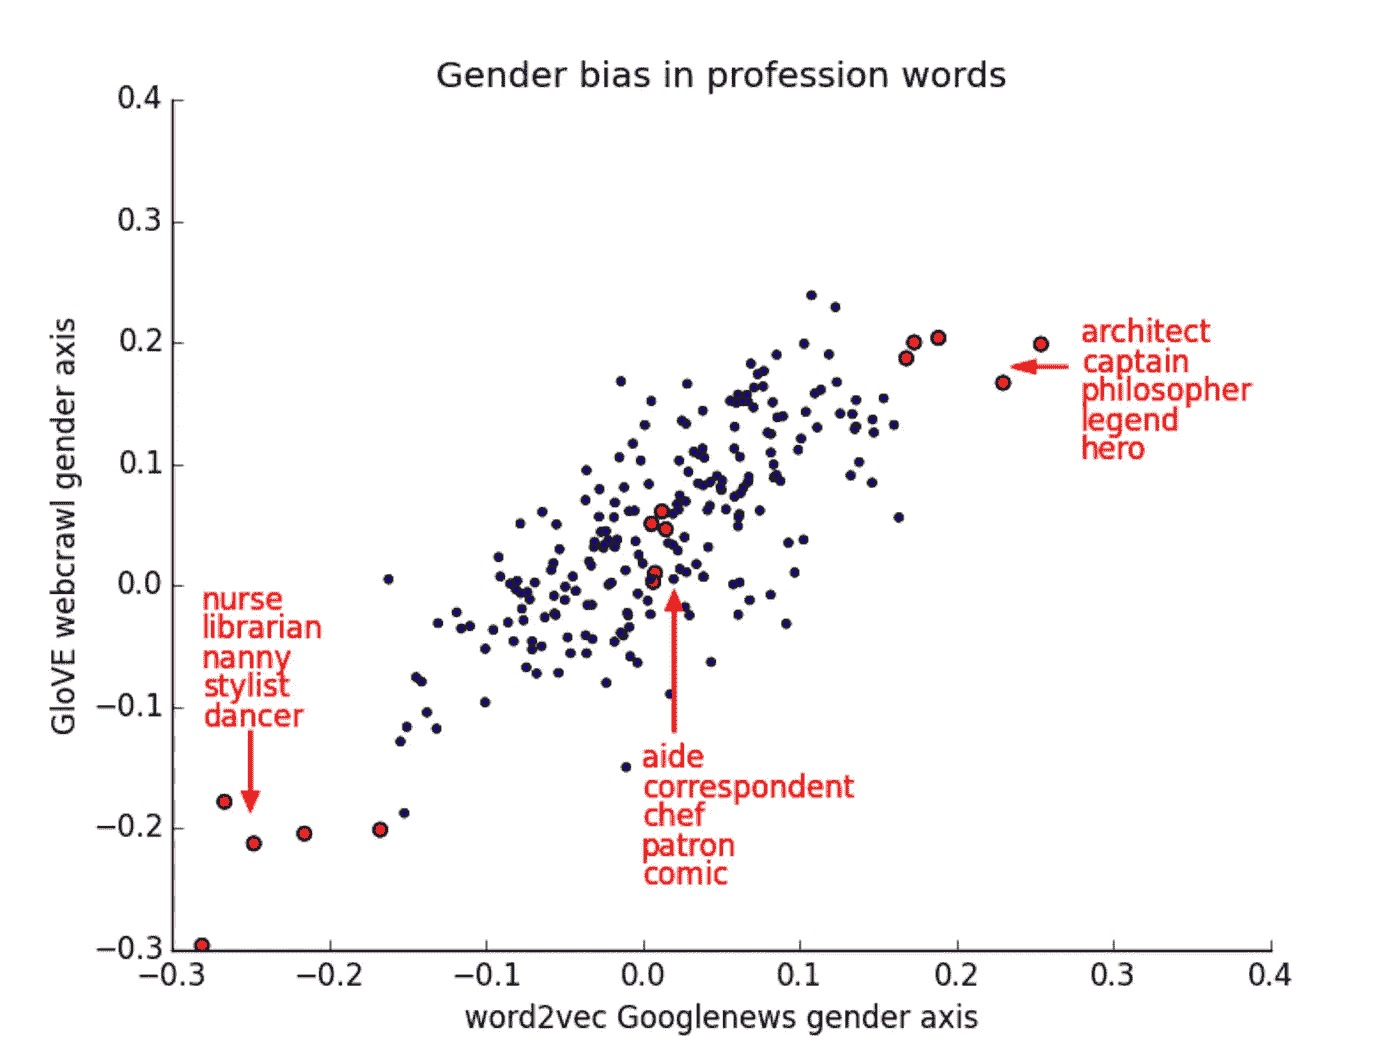 Gender bias in profession words
0.4
0.3
0.2
0.1
0.0
−0.1
−0.2
−0.3
GloVE webcrawl gender axis
architect
captain
philosopher
legend
hero
nurse
librarian
nanny
stylist
dancer
aide
correspondent
chef
patron
comic
−0.3 −0.2 −0.1 0.0 0.1 0.2 0.3 0.4
word2vec Googlenews gender axis